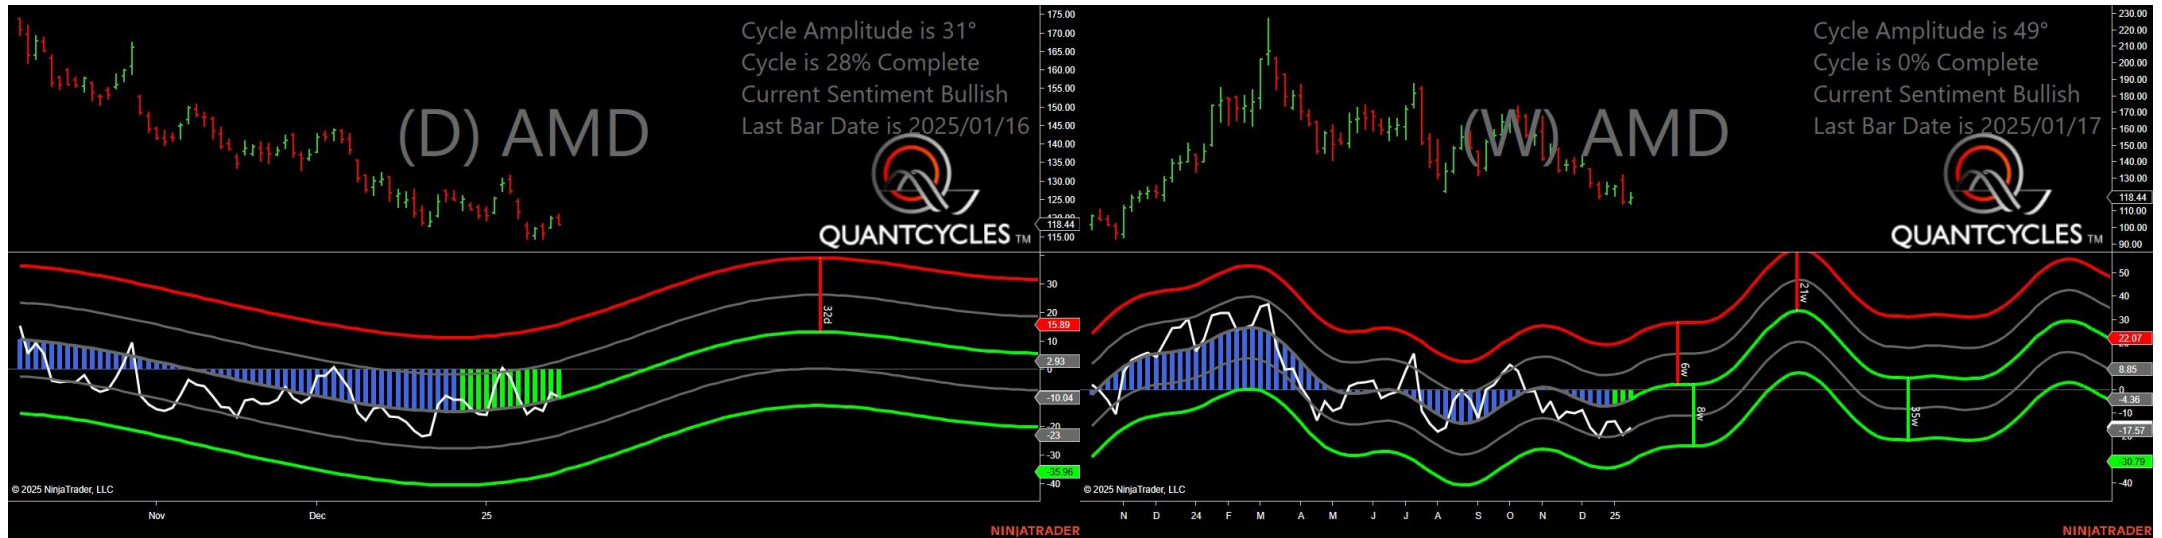 Cycle Amplitude is 31°
Cycle is 28% Complete
Current Sentiment Bullish
Last Bar Date is 2025/01/16
(D) AMD
QUANTCYCLES TM
175.00
170.00
165.00
160.00
155.00
150.00
145.00
140.00
135.00
130.00
125.00
120.00
118.44
115.00
32d
30
20
15.89
10
2.93
0
-10.04
-20
-23
-30
-35.96
-40
© 2025 NinjaTrader, LLC
Nov
Dec
25
NINJATRADER
Cycle Amplitude is 49°
Cycle is 0% Complete
Current Sentiment Bullish
Last Bar Date is 2025/01/17
(W) AMD
QUANTCYCLES TM
230.00
220.00
210.00
200.00
190.00
180.00
170.00
160.00
150.00
140.00
130.00
118.44
110.00
100.00
90.00
21w
6w
8w
35w
50
40
30
22.07
8.85
0
-4.36
-10
-17.57
-30.79
-40
© 2025 NinjaTrader, LLC
N D 24 F M A M J J A S O N D 25
NINJATRADER